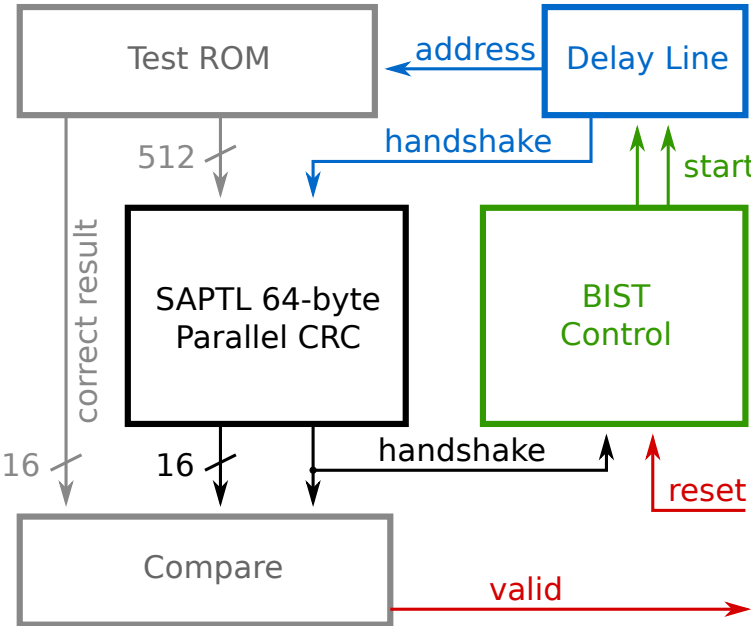 Test ROM
address
Delay Line
handshake
512
start
correct result
SAPTL 64-byte
Parallel CRC
BIST
Control
16
16
handshake
reset
Compare
valid